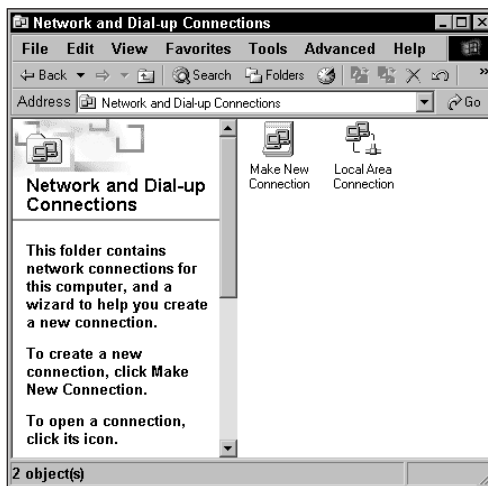 Network and Dial-up Connections
File Edit View Favorites Tools Advanced Help
Back Search Folders »
Address Network and Dial-up Connections Go
Make New
Connection
Local Area
Connection
Network and Dial-up
Connections
This folder contains
network connections for
this computer, and a
wizard to help you create
a new connection.
To create a new
connection, click Make
New Connection.
To open a connection,
click its icon.
2 object(s)